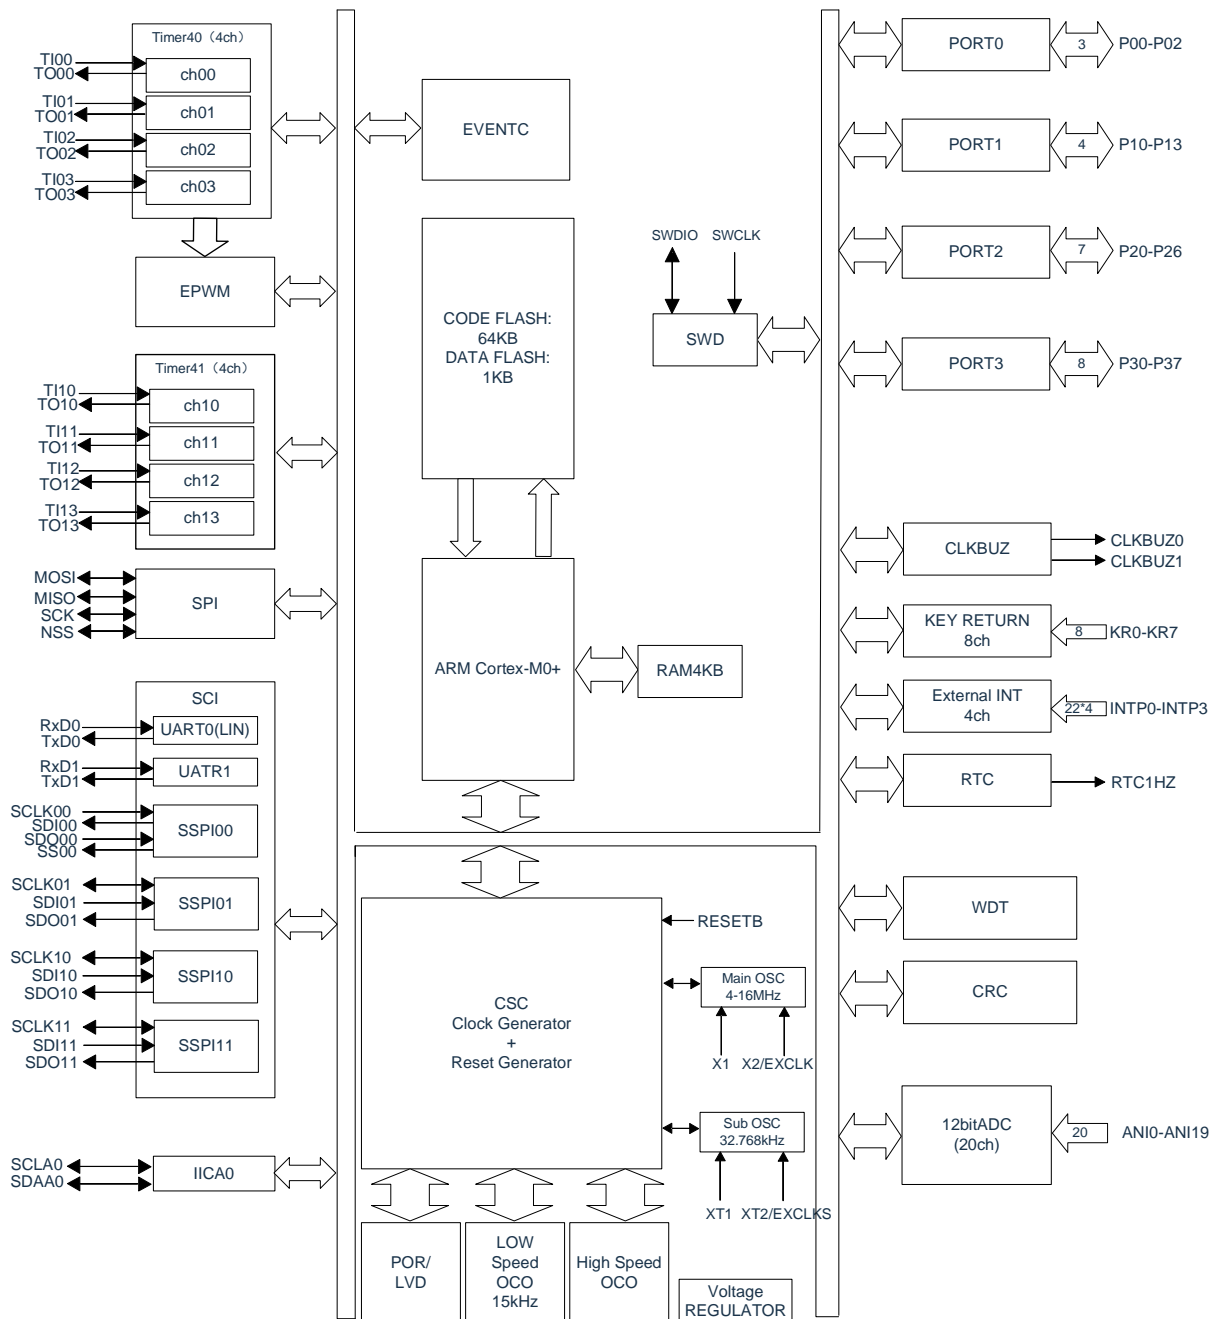 Timer40（4ch）
TI00
TO00
ch00
TI01
TO01
ch01
TI02
TO02
ch02
TI03
TO03
ch03
EPWM
Timer41（4ch）
TI10
TO10
ch10
TI11
TO11
ch11
TI12
TO12
ch12
TI13
TO13
ch13
MOSI
MISO
SCK
NSS
SPI
SCI
RxD0
TxD0
UART0(LIN)
RxD1
TxD1
UATR1
SCLK00
SDI00
SDO00
SS00
SSPI00
SCLK01
SDI01
SDO01
SSPI01
SCLK10
SDI10
SDO10
SSPI10
SCLK11
SDI11
SDO11
SSPI11
SCLA0
SDAA0
IICA0
EVENTC
CODE FLASH:
64KB
DATA FLASH:
1KB
SWDIO
SWCLK
SWD
ARM Cortex-M0+
RAM4KB
CSC
Clock Generator
+
Reset Generator
RESETB
Main OSC
4-16MHz
X1
X2/EXCLK
Sub OSC
32.768kHz
XT1
XT2/EXCLKS
POR/
LVD
LOW
Speed
OCO
15kHz
High Speed
OCO
Voltage
REGULATOR
PORT0
3
P00-P02
PORT1
4
P10-P13
PORT2
7
P20-P26
PORT3
8
P30-P37
CLKBUZ
CLKBUZ0
CLKBUZ1
KEY RETURN
8ch
8
KR0-KR7
External INT
4ch
22*4
INTP0-INTP3
RTC
RTC1HZ
WDT
CRC
12bitADC
(20ch)
20
ANI0-ANI19